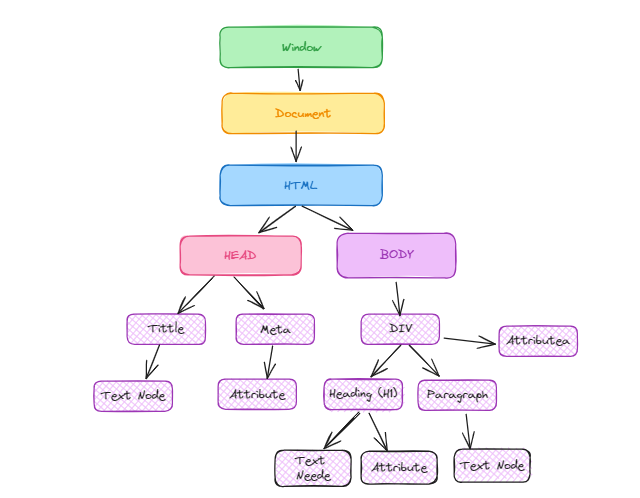 Window
Document
HTML
HEAD
BODY
Tittle
Meta
DIV
Attributea
Text Node
Attribute
Heading (H1)
Paragraph
Text
Neede
Attribute
Text Node